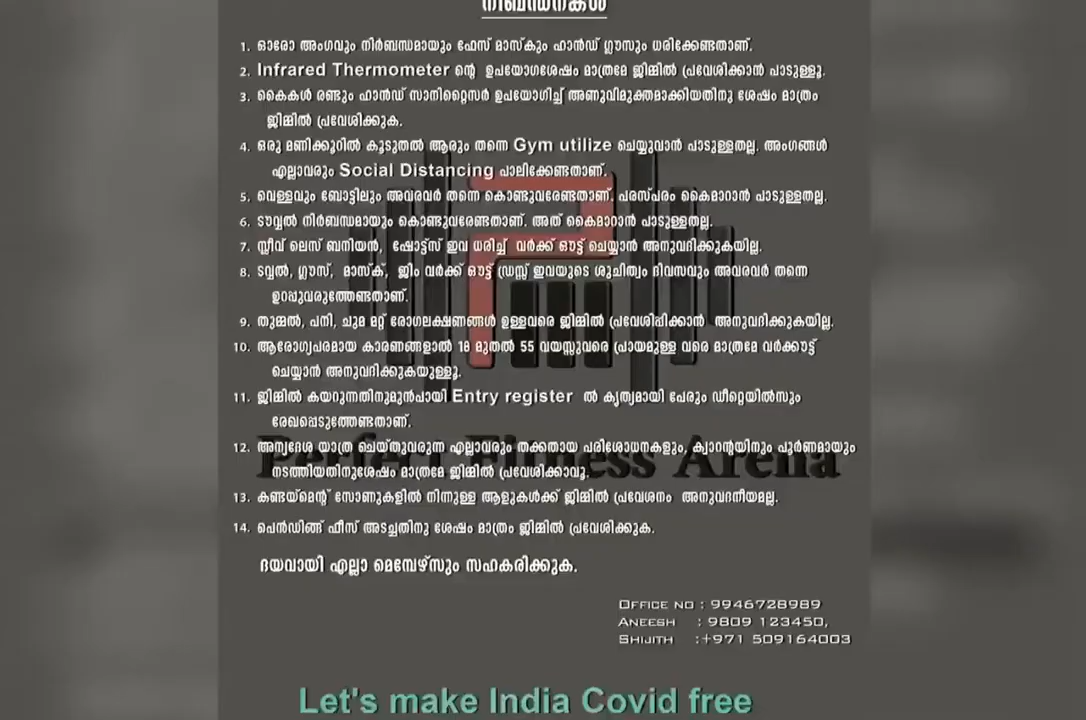 നിബന്ധനകൾ
1. ഓരോ അംഗവും നിർബന്ധമായും ഫേസ് മാസ്കും ഹാൻഡ് ഗ്ലൗസും ധരിക്കേണ്ടതാണ്.
2. Infrared Thermometer ന്റെ ഉപയോഗശേഷം മാത്രമേ ജിമ്മിൽ പ്രവേശിക്കാൻ പാടുള്ളൂ.
3. കൈകൾ രണ്ടും ഹാൻഡ് സാനിറ്റൈസർ ഉപയോഗിച്ച് അണുവിമുക്തമാക്കിയതിനു ശേഷം മാത്രം
ജിമ്മിൽ പ്രവേശിക്കുക.
4. ഒരു മണിക്കൂറിൽ കൂടുതൽ ആരും തന്നെ Gym utilize ചെയ്യുവാൻ പാടുള്ളതല്ല. അംഗങ്ങൾ
എല്ലാവരും Social Distancing പാലിക്കേണ്ടതാണ്.
5. വെള്ളവും ബോട്ടിലും അവരവർ തന്നെ കൊണ്ടുവരേണ്ടതാണ്. പരസ്പരം കൈമാറാൻ പാടുള്ളതല്ല.
6. ടാവ്വൽ നിർബന്ധമായും കൊണ്ടുവരേണ്ടതാണ്. അത് കൈമാറാൻ പാടുള്ളതല്ല.
7. സ്ലീവ് ലെസ് ബനിയൻ, ഷോട്ട്സ് ഇവ ധരിച്ച് വർക്ക് ഔട്ട് ചെയ്യാൻ അനുവദിക്കുകയില്ല.
8. ടവ്വൽ, ഗ്ലൗസ്, മാസ്ക്, ജിം വർക്ക് ഔട്ട് ഡ്രസ്സ് ഇവയുടെ ശുചിത്വം ദിവസവും അവരവർ തന്നെ
ഉറപ്പുവരുത്തേണ്ടതാണ്.
9. തുമ്മൽ, പനി, ചുമ മറ്റ് രോഗലക്ഷണങ്ങൾ ഉള്ളവരെ ജിമ്മിൽ പ്രവേശിപ്പിക്കാൻ അനുവദിക്കുകയില്ല.
10. ആരോഗ്യപരമായ കാരണങ്ങളാൽ 18 മുതൽ 55 വയസ്സുവരെ പ്രായമുള്ള വരെ മാത്രമേ വർക്കൗട്ട്
ചെയ്യാൻ അനുവദിക്കുകയുള്ളൂ.
11. ജിമ്മിൽ കയറുന്നതിനുമുൻപായി Entry register ൽ കൃത്യമായി പേരും ഡീറ്റെയിൽസും
രേഖപ്പെടുത്തേണ്ടതാണ്.
12. അന്യദേശ യാത്ര ചെയ്തുവരുന്ന എല്ലാവരും തക്കതായ പരിശോധനകളും, ക്വാറന്റയിനും പൂർണമായും
നടത്തിയതിനുശേഷം മാത്രമേ ജിമ്മിൽ പ്രവേശിക്കാവൂ.
Perfect Fitness Arena
13. കണ്ടയ്മെന്റ് സോണുകളിൽ നിന്നുള്ള ആളുകൾക്ക് ജിമ്മിൽ പ്രവേശനം അനുവദനീയമല്ല.
14. പെൻഡിങ്ങ് ഫീസ് അടച്ചതിനു ശേഷം മാത്രം ജിമ്മിൽ പ്രവേശിക്കുക.
ദയവായി എല്ലാ മെമ്പേഴ്സും സഹകരിക്കുക.
Office no : 9946728989
Aneesh : 9809 123450,
Shijith :+971 509164003
Let's make India Covid free